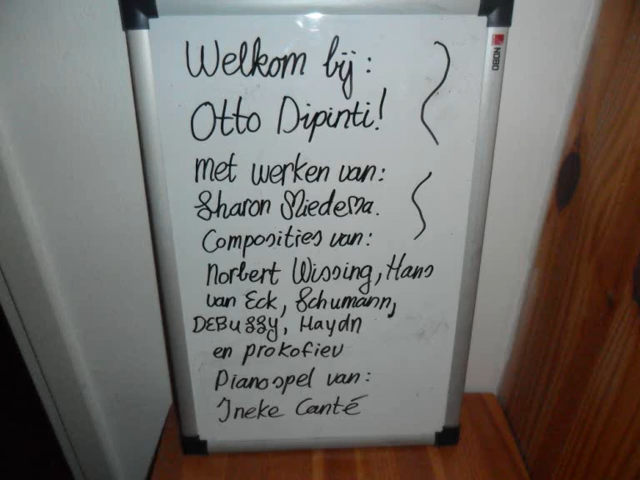 Welkom bij:
Otto Dipinti!
Met werken van:
Sharon Miedema.
Composities van:
Norbert Wissing, Hans
van Eck, Schumann,
DEBUSSY, Haydn
en prokofiev
Pianospel van:
Ineke Canté
NOBO